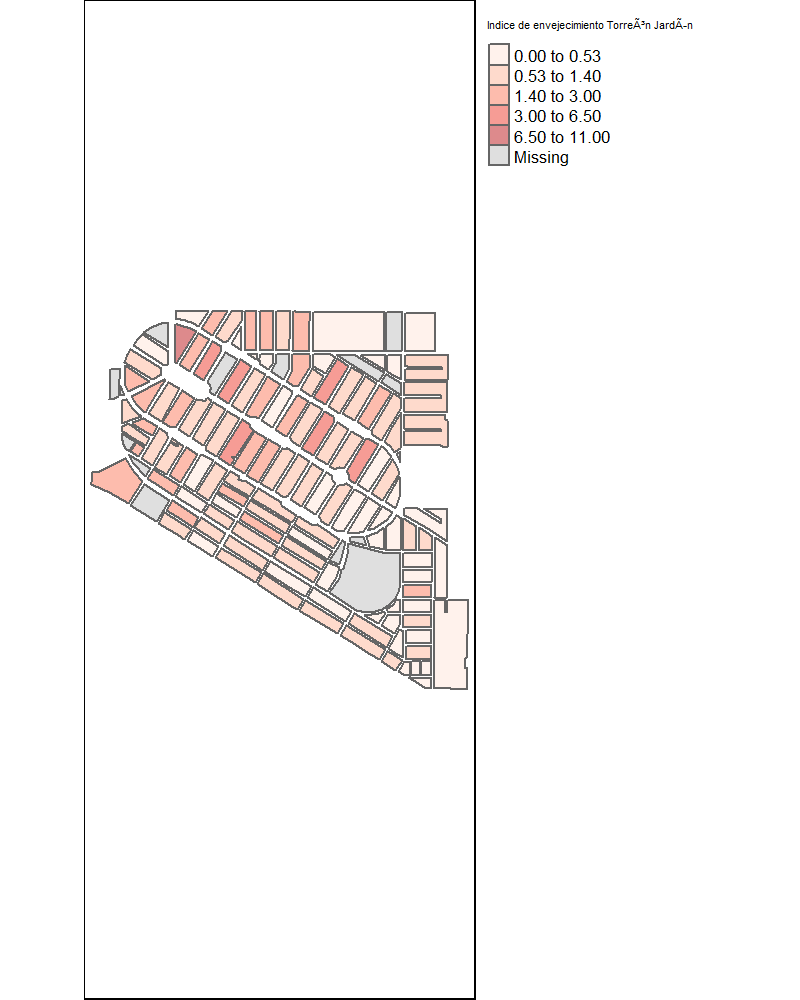 Indice de envejecimiento TorreÃ³n JardÃ-n
0.00 to 0.53
0.53 to 1.40
1.40 to 3.00
3.00 to 6.50
6.50 to 11.00
Missing